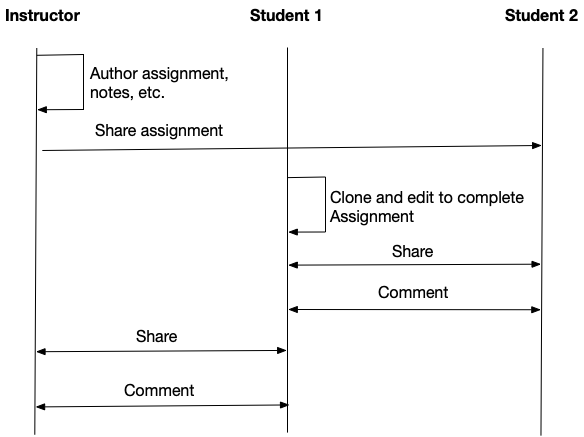 Instructor
Student 1
Student 2
Author assignment,
notes, etc.
Share assignment
Clone and edit to complete
Assignment
Share
Comment
Share
Comment